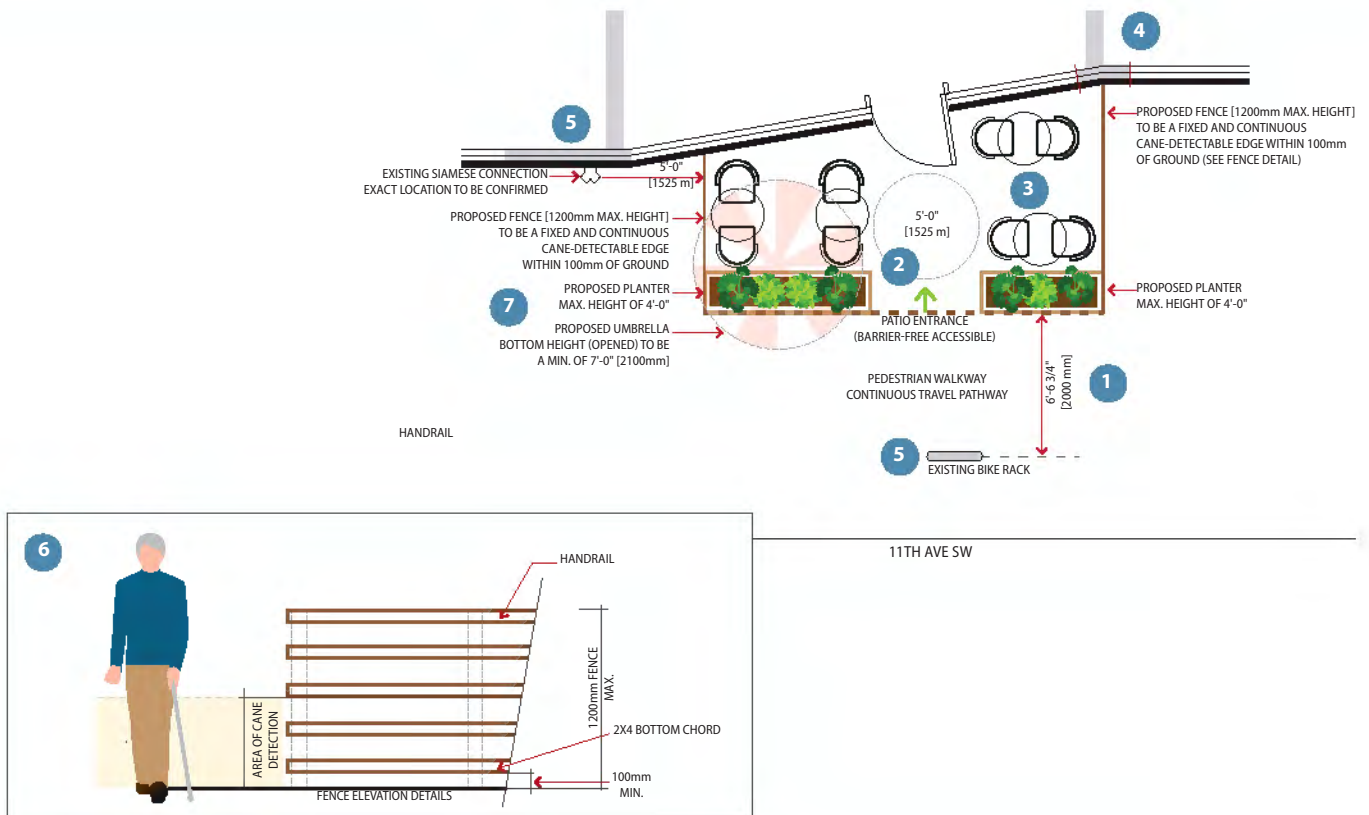 4
5
5'-0"
[1525 m]
EXISTING SIAMESE CONNECTION
EXACT LOCATION TO BE CONFIRMED
PROPOSED FENCE [1200mm MAX. HEIGHT]
TO BE A FIXED AND CONTINUOUS
CANE-DETECTABLE EDGE WITHIN 100mm
OF GROUND (SEE FENCE DETAIL)
3
PROPOSED FENCE [1200mm MAX. HEIGHT]
TO BE A FIXED AND CONTINUOUS
CANE-DETECTABLE EDGE
WITHIN 100mm OF GROUND
5'-0"
[1525 m]
2
7
PROPOSED PLANTER
MAX. HEIGHT OF 4'-0"
PROPOSED PLANTER
MAX. HEIGHT OF 4'-0"
PROPOSED UMBRELLA
BOTTOM HEIGHT (OPENED) TO BE
A MIN. OF 7'-0" [2100mm]
PATIO ENTRANCE
(BARRIER-FREE ACCESSIBLE)
PEDESTRIAN WALKWAY
CONTINUOUS TRAVEL PATHWAY
6'-6 3/4"
[2000 mm]
1
HANDRAIL
5
EXISTING BIKE RACK
11TH AVE SW
6
HANDRAIL
1200mm FENCE
MAX.
AREA OF CANE
DETECTION
2X4 BOTTOM CHORD
100mm
MIN.
FENCE ELEVATION DETAILS